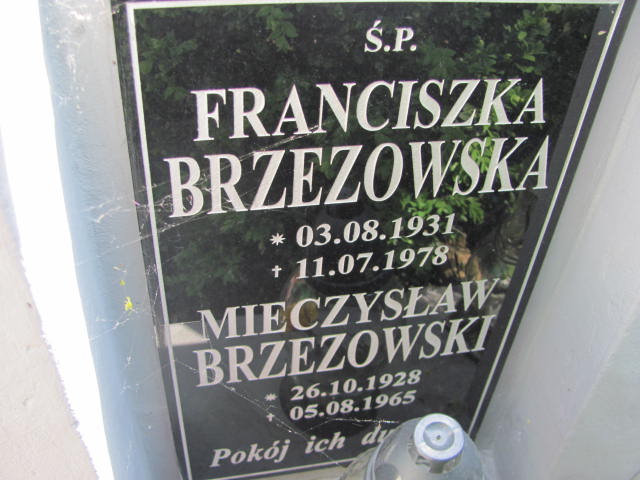 Ś.P.
FRANCISZKA
BRZEZOWSKA
* 03.08.1931
† 11.07.1978
MIECZYSŁAW
BRZEZOWSKI
* 26.10.1928
† 05.08.1965
Pokój ich